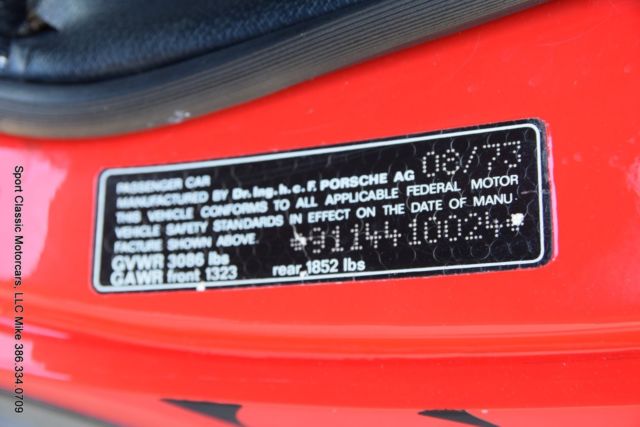 PASSENGER CAR
MANUFACTURED BY Dr. Ing. h. c. F. PORSCHE AG 08/73
THIS VEHICLE CONFORMS TO ALL APPLICABLE FEDERAL MOTOR
VEHICLE SAFETY STANDARDS IN EFFECT ON THE DATE OF MANU-
FACTURE SHOWN ABOVE. *9114410024*
GVWR 3086 lbs
GAWR front 1323 rear 1852 lbs
Sport Classic Motorcars, LLC Mike 386.334.0709